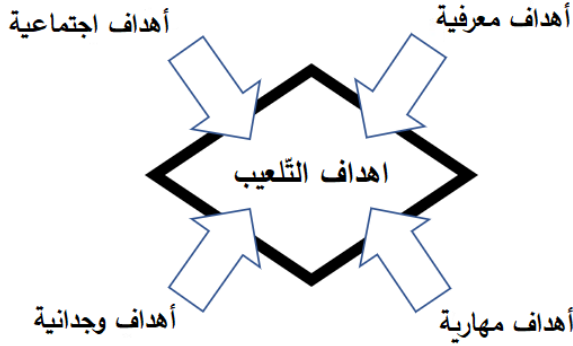 أهداف معرفية
أهداف اجتماعية
اهداف التّلعيب
أهداف مهارية
أهداف وجدانية